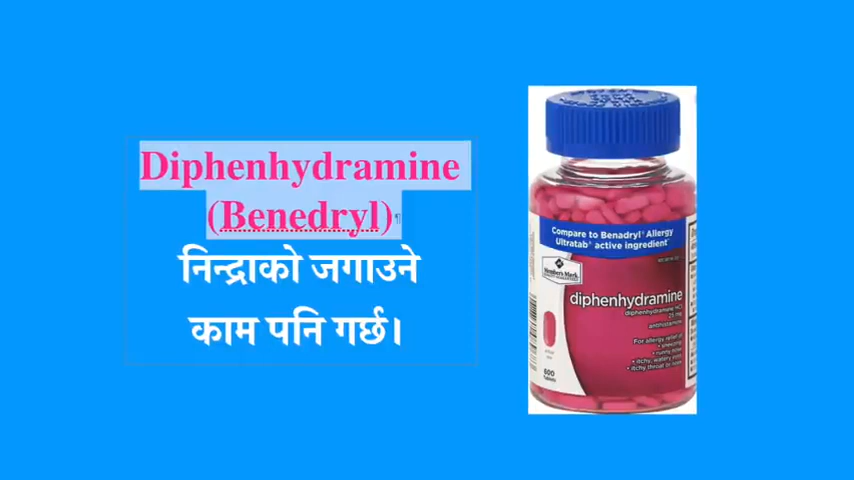 Diphenhydramine
(Benedryl)
निन्द्राको जगाउने
काम पनि गर्छ।
Compare to Benadryl® Allergy
Ultratab® active ingredient*
Member's Mark
diphenhydramine
diphenhydramine HCl
25 mg
antihistamine
For allergy relief of
• sneezing
• runny nose
• itchy, watery eyes
• itchy throat or nose
600
Tablets